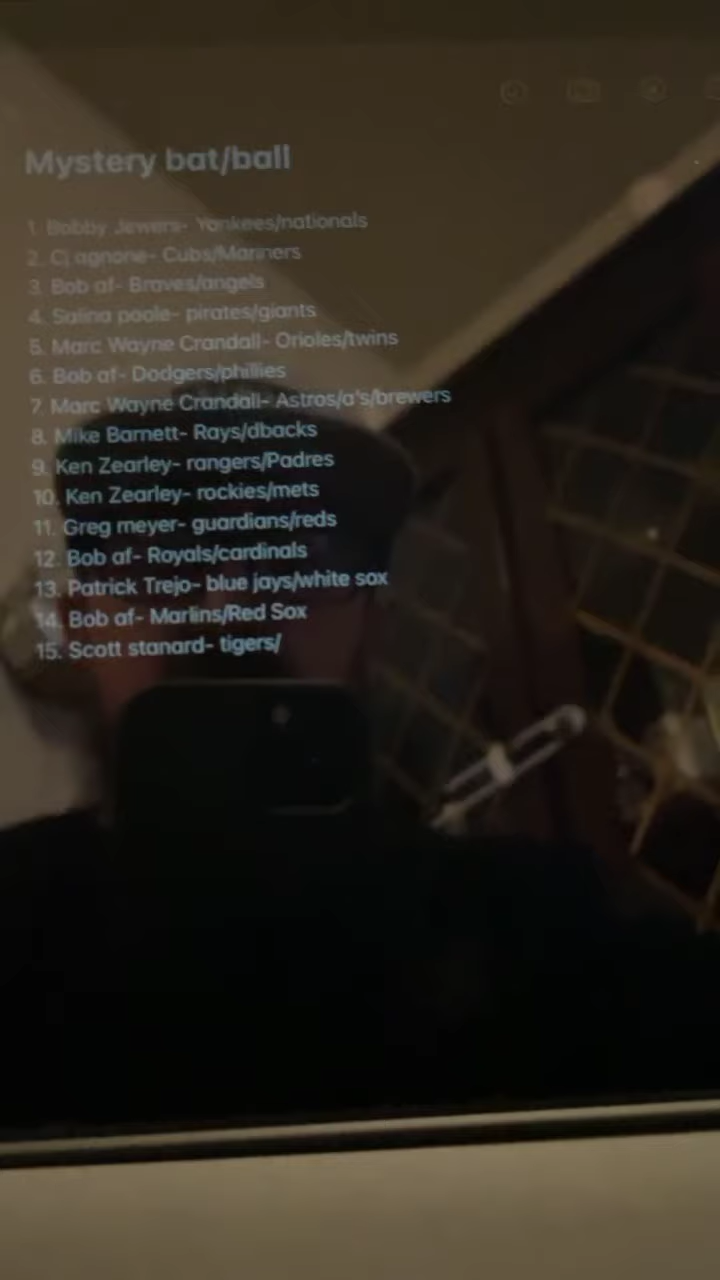 Mystery bat/ball
1. Bobby Jewers- Yankees/nationals
2. Cj agnone- Cubs/Mariners
3. Bob af- Braves/angels
4. Salina poole- pirates/giants
5. Marc Wayne Crandall- Orioles/twins
6. Bob af- Dodgers/phillies
7. Marc Wayne Crandall- Astros/a's/brewers
8. Mike Barnett- Rays/dbacks
9. Ken Zearley- rangers/Padres
10. Ken Zearley- rockies/mets
11. Greg meyer- guardians/reds
12. Bob af- Royals/cardinals
13. Patrick Trejo- blue jays/white sox
14. Bob af- Marlins/Red Sox
15. Scott stanard- tigers/